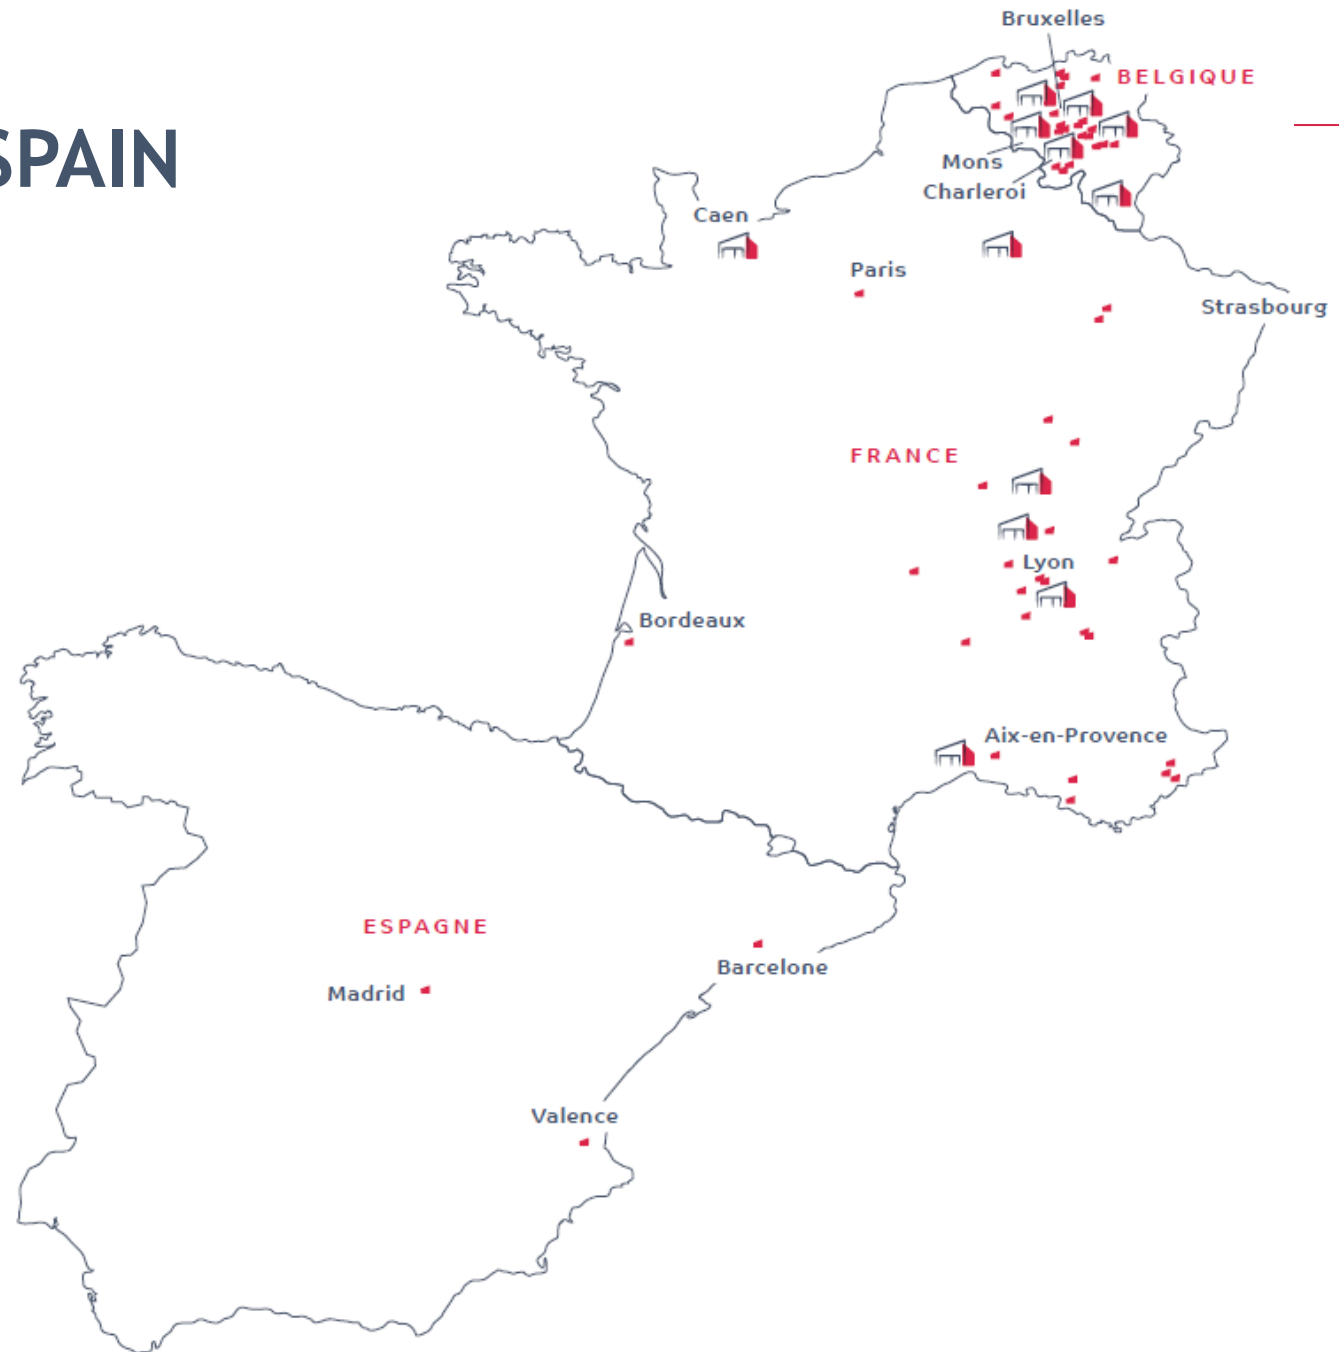 Bruxelles
BELGIQUE
SPAIN
Mons
Charleroi
Caen
Paris
Strasbourg
FRANCE
Lyon
Bordeaux
Aix-en-Provence
ESPAGNE
Barcelone
Madrid
Valence